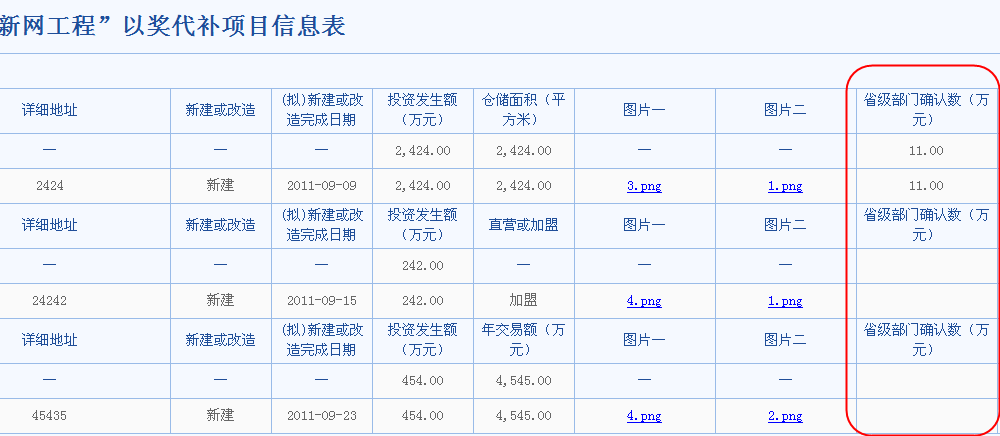 新网工程”以奖代补项目信息表
详细地址 新建或改造 (拟)新建或改造完成日期 投资发生额（万元） 仓储面积（平方米） 图片一 图片二 省级部门确认数（万元）
— — — 2,424.00 2,424.00 — — 11.00
2424 新建 2011-09-09 2,424.00 2,424.00 3.png 1.png 11.00
详细地址 新建或改造 (拟)新建或改造完成日期 投资发生额（万元） 直营或加盟 图片一 图片二 省级部门确认数（万元）
— — — 242.00 — — —
24242 新建 2011-09-15 242.00 加盟 4.png 1.png
详细地址 新建或改造 (拟)新建或改造完成日期 投资发生额（万元） 年交易额（万元） 图片一 图片二 省级部门确认数（万元）
— — — 454.00 4,545.00 — —
45435 新建 2011-09-23 454.00 4,545.00 4.png 2.png